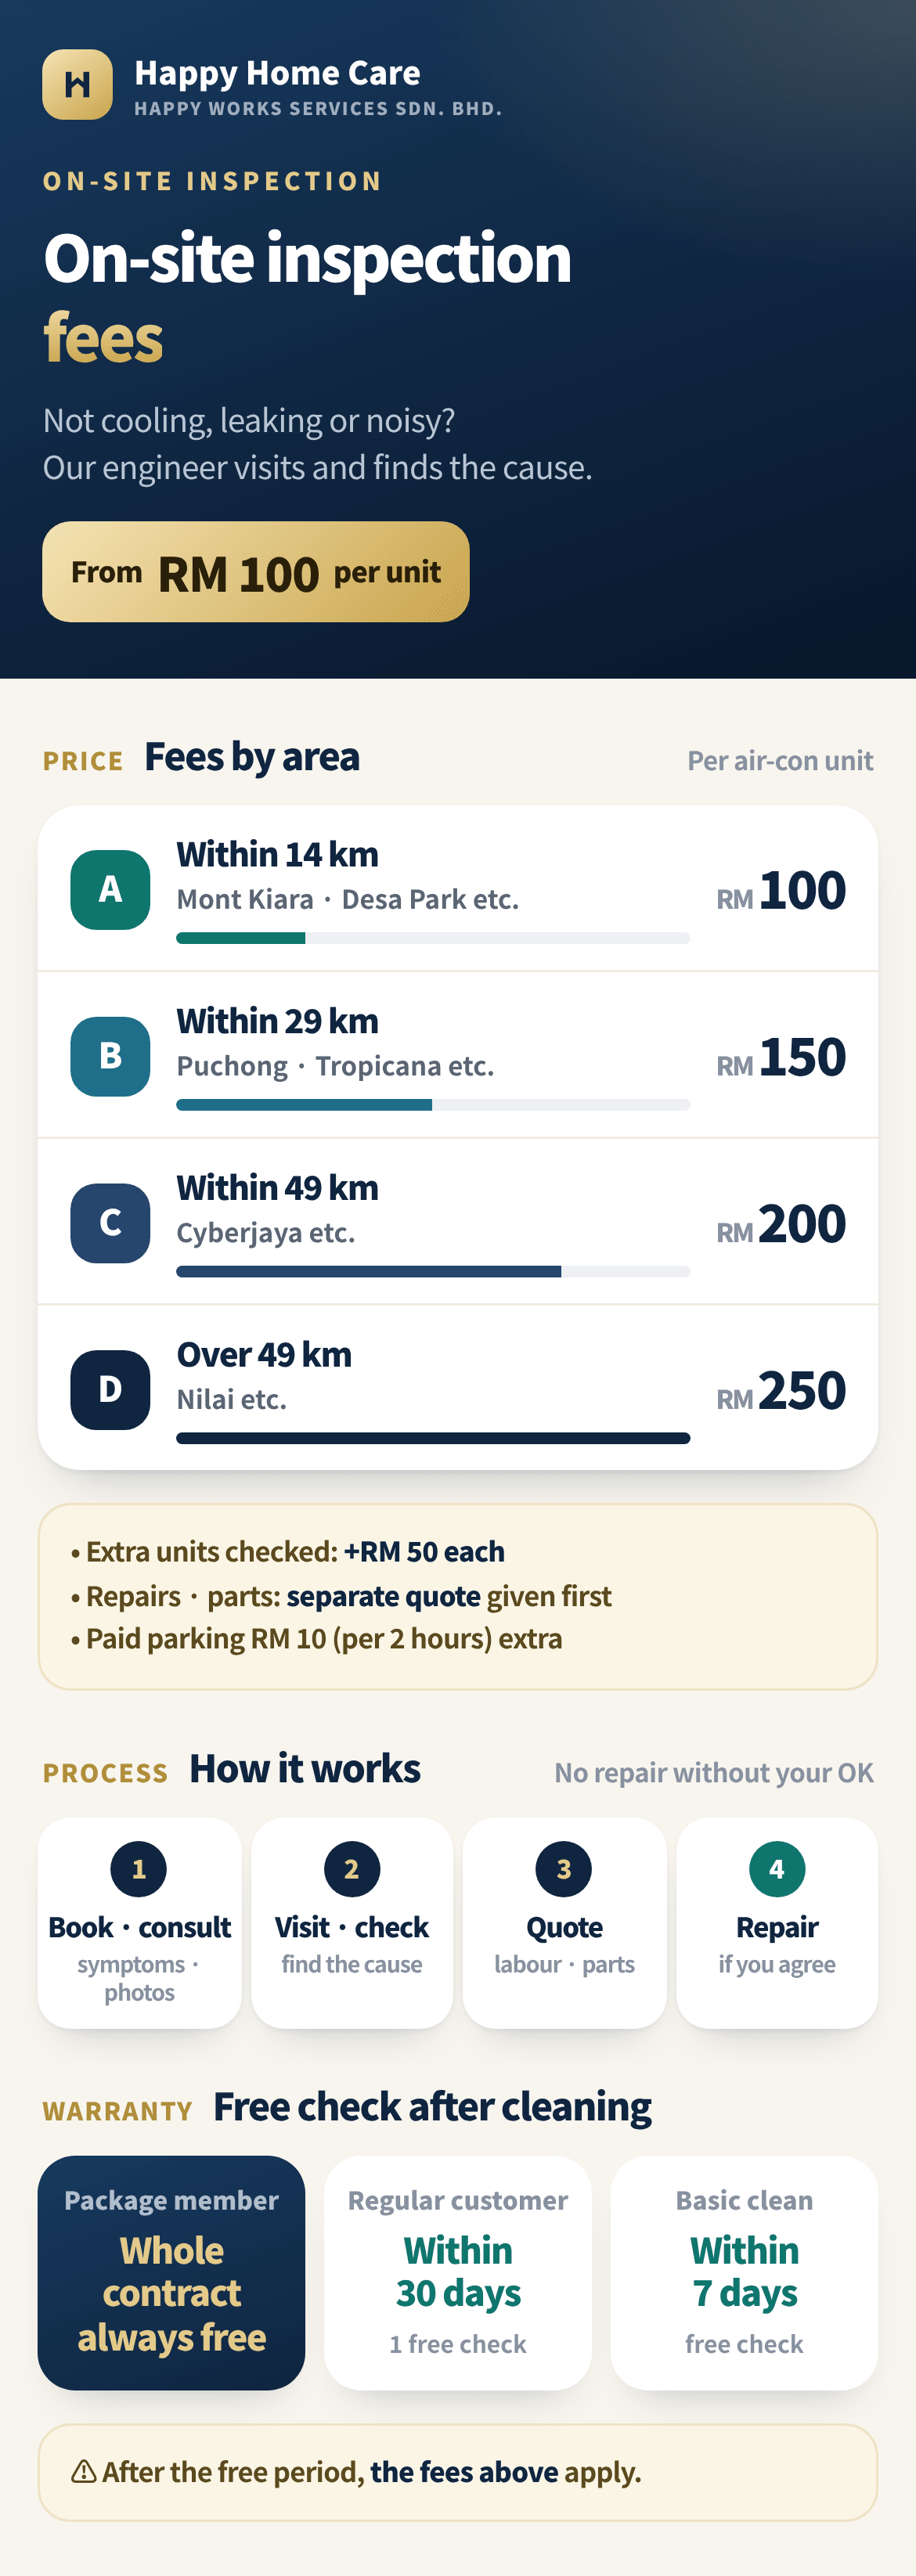 Happy Home Care
HAPPY WORKS SERVICES SDN. BHD.
ON-SITE INSPECTION
On-site inspection
fees
Not cooling, leaking or noisy?
Our engineer visits and finds the cause.
From RM 100 per unit
PRICE Fees by area Per air-con unit
A
Within 14 km
Mont Kiara · Desa Park etc.
RM 100
B
Within 29 km
Puchong · Tropicana etc.
RM 150
C
Within 49 km
Cyberjaya etc.
RM 200
D
Over 49 km
Nilai etc.
RM 250
• Extra units checked: +RM 50 each
• Repairs · parts: separate quote given first
• Paid parking RM 10 (per 2 hours) extra
PROCESS How it works No repair without your OK
1
Book · consult
symptoms ·
photos
2
Visit · check
find the cause
3
Quote
labour · parts
4
Repair
if you agree
WARRANTY Free check after cleaning
Package member
Whole
contract
always free
Regular customer
Within
30 days
1 free check
Basic clean
Within
7 days
free check
⚠ After the free period, the fees above apply.